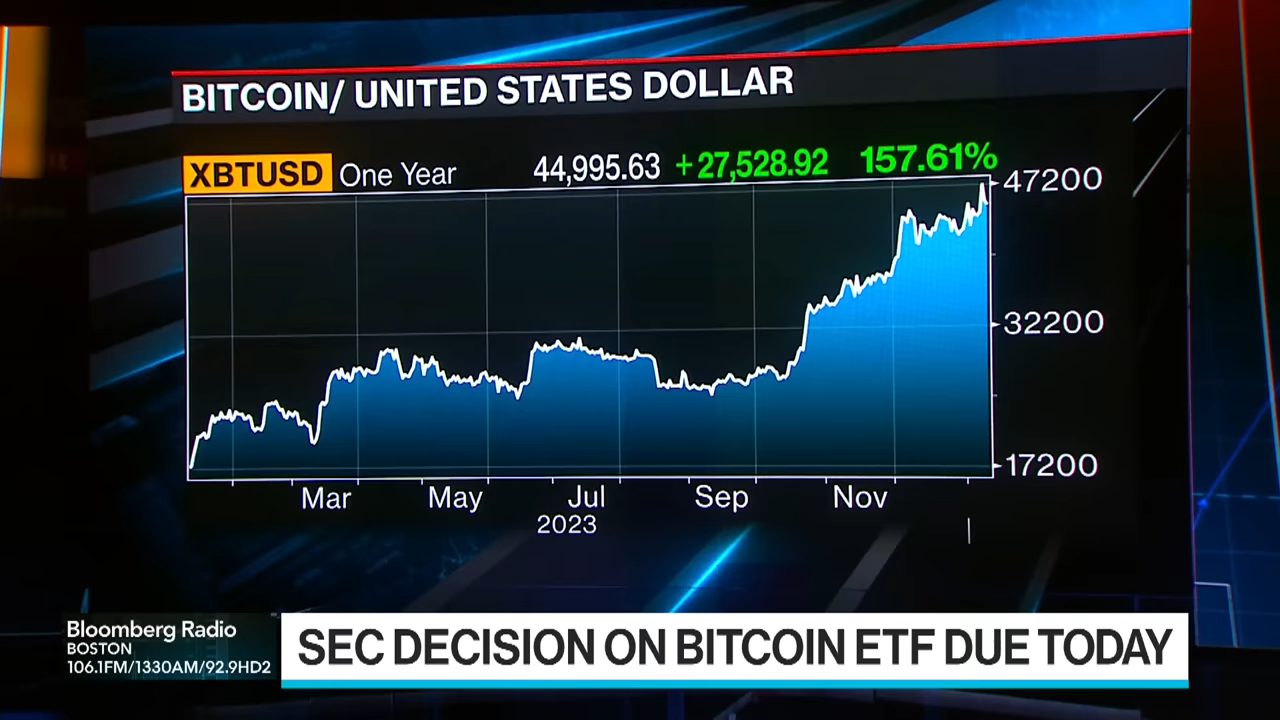 BITCOIN/ UNITED STATES DOLLAR
XBTUSD One Year 44,995.63 +27,528.92 157.61%
47200
32200
17200
Mar May Jul Sep Nov
2023
Bloomberg Radio
BOSTON
106.1FM/1330AM/92.9HD2
SEC DECISION ON BITCOIN ETF DUE TODAY